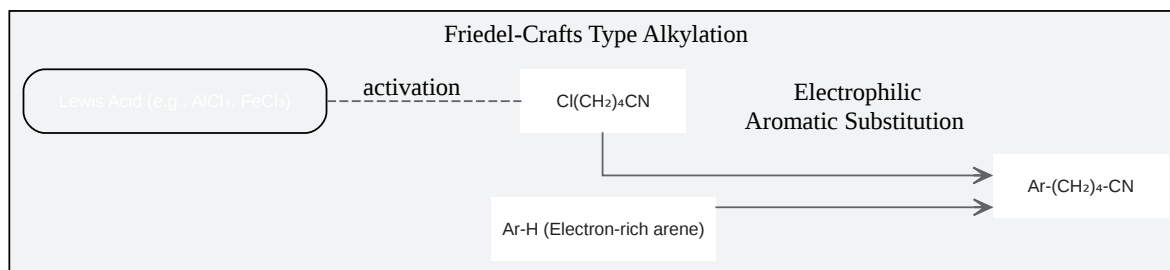 Friedel-Crafts Type Alkylation
Lewis Acid (e.g., AlCl₃, FeCl₃)
activation
Cl(CH₂)₄CN
Electrophilic
Aromatic Substitution
Ar-(CH₂)₄-CN
Ar-H (Electron-rich arene)